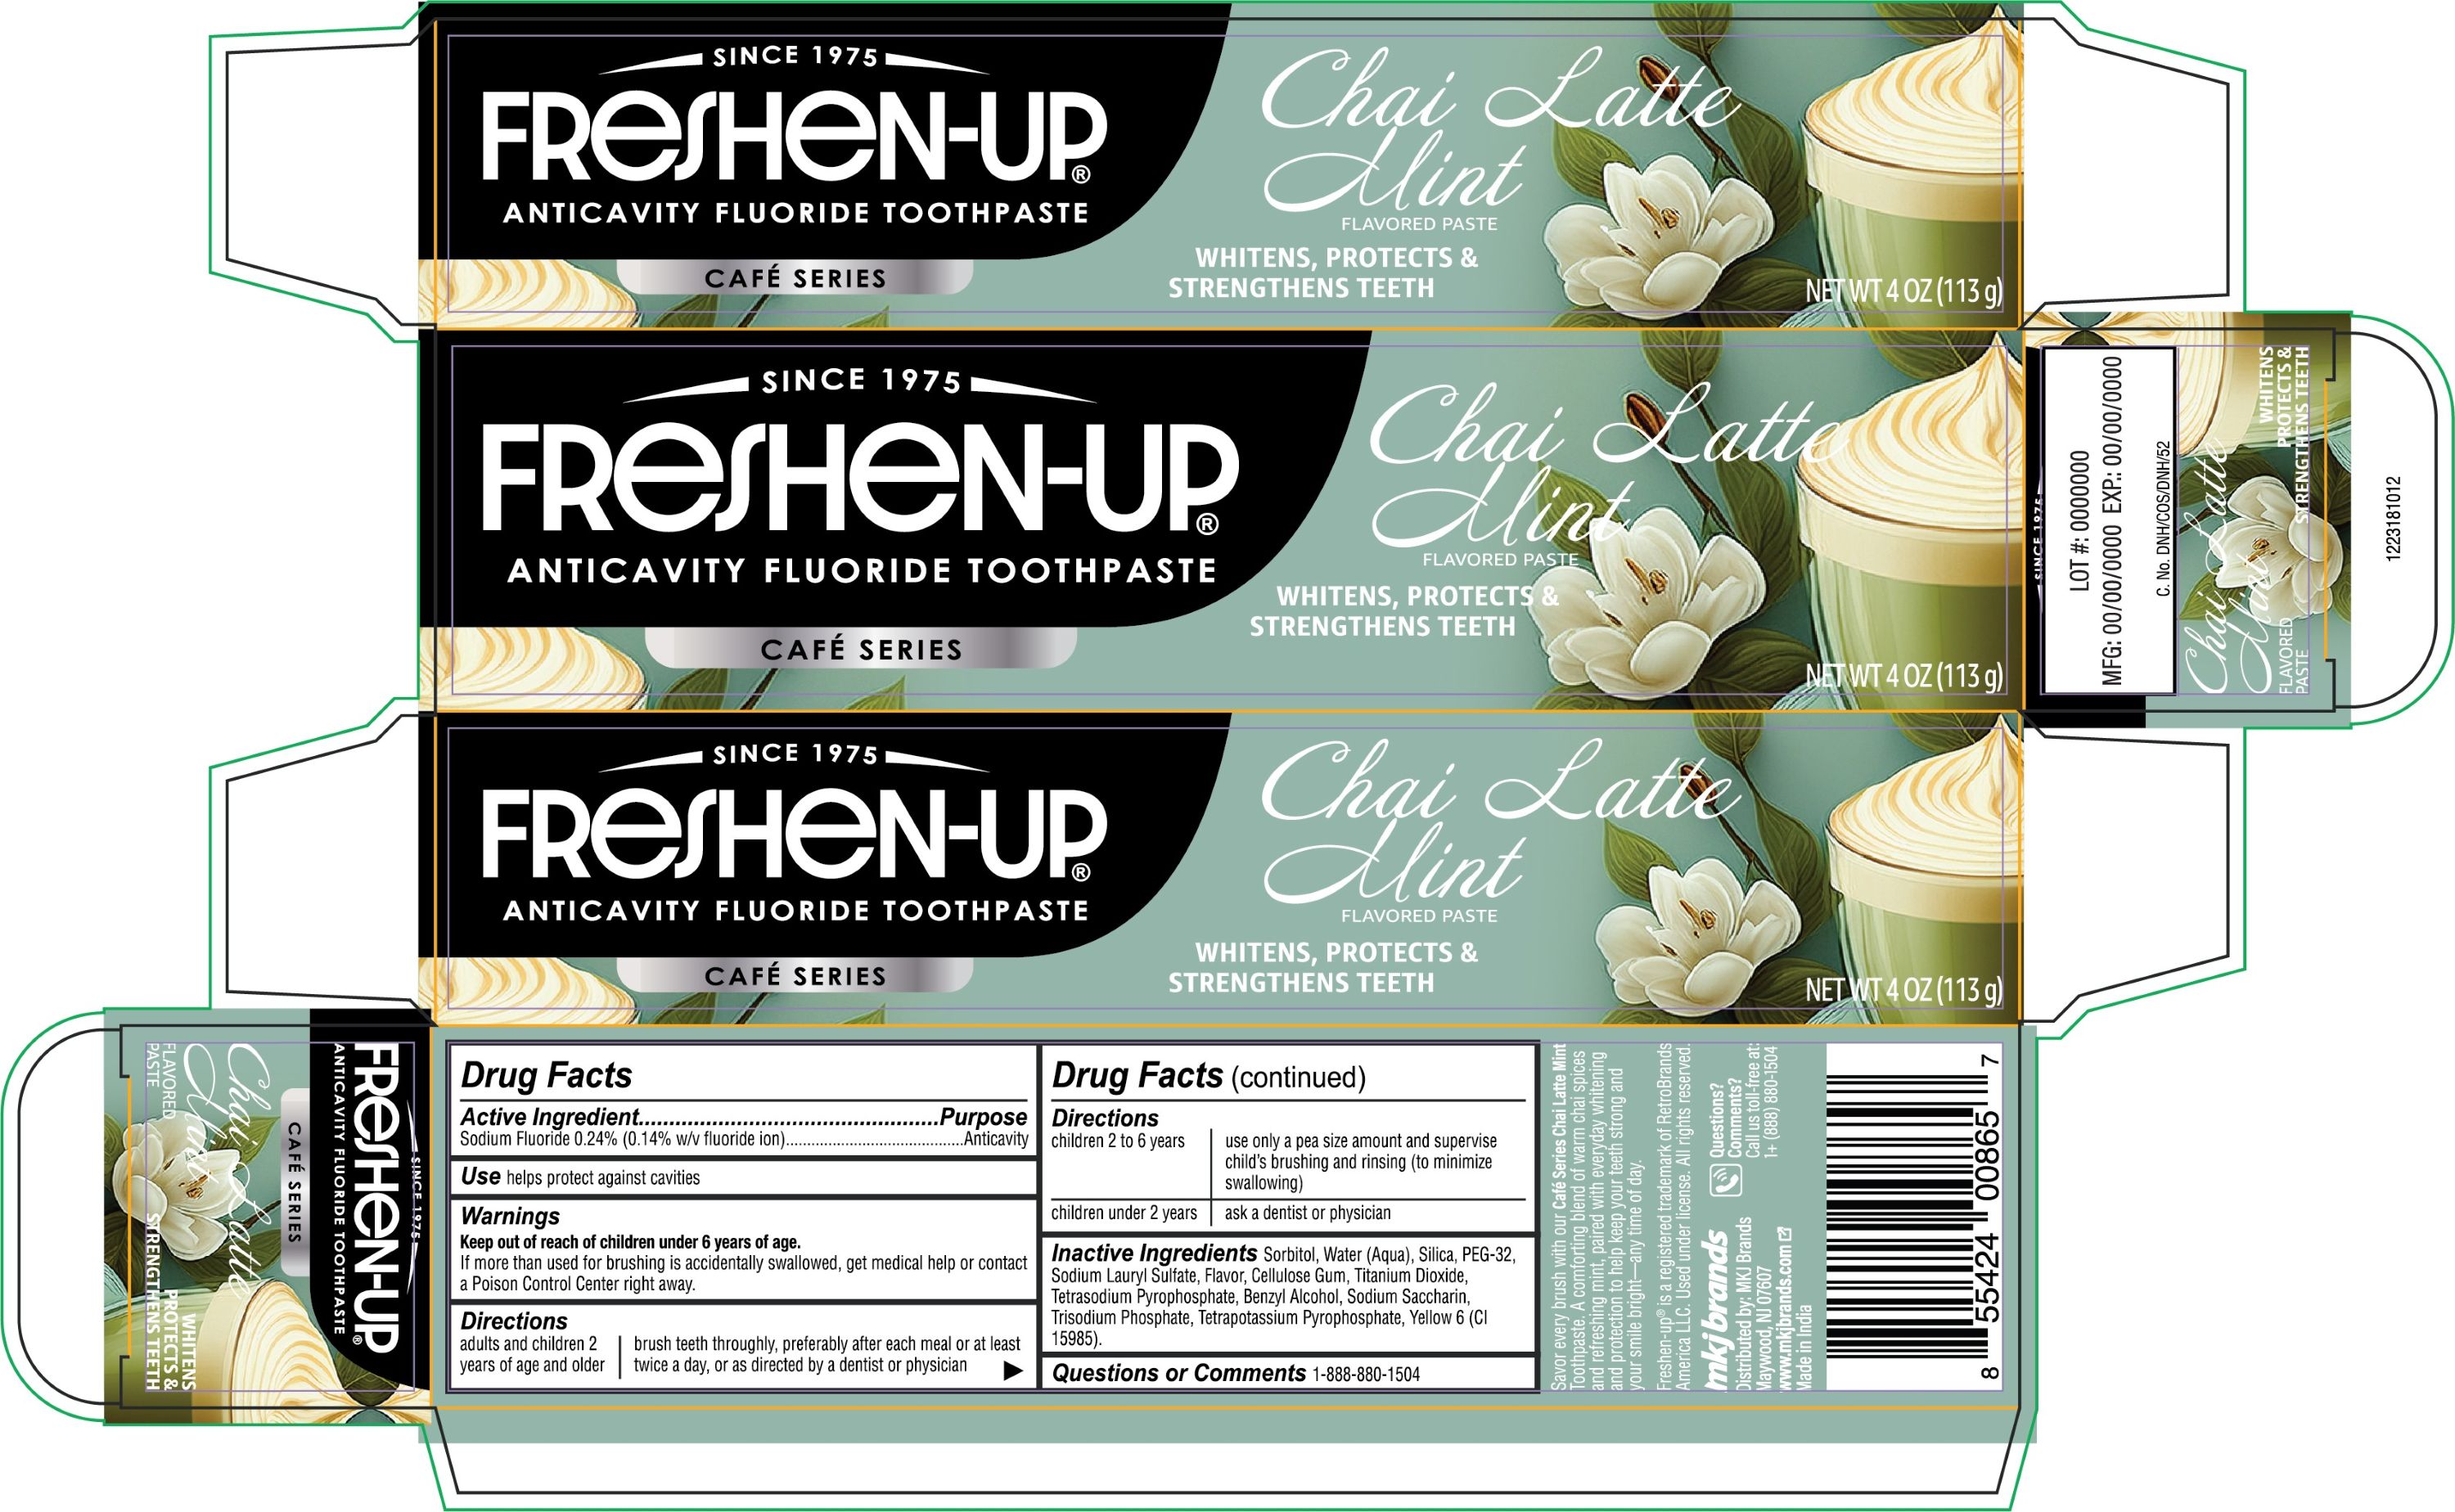 SINCE 1975
FRESHEN-UP®
ANTICAVITY FLUORIDE TOOTHPASTE
CAFÉ SERIES
Chai Latte
Mint
FLAVORED PASTE
WHITENS, PROTECTS &
STRENGTHENS TEETH
NET WT 4 OZ (113 g)
SINCE 1975
FRESHEN-UP®
ANTICAVITY FLUORIDE TOOTHPASTE
CAFÉ SERIES
Chai Latte
Mint
FLAVORED PASTE
WHITENS, PROTECTS &
STRENGTHENS TEETH
NET WT 4 OZ (113 g)
SINCE 1975
LOT #: 0000000
MFG: 00/00/0000 EXP.: 00/00/0000
C. No. DNH/COS/DNH/52
Chai Latte
Mint
FLAVORED
PASTE
WHITENS
PROTECTS &
STRENGTHENS TEETH
1223181012
SINCE 1975
FRESHEN-UP®
ANTICAVITY FLUORIDE TOOTHPASTE
CAFÉ SERIES
Chai Latte
Mint
FLAVORED PASTE
WHITENS, PROTECTS &
STRENGTHENS TEETH
NET WT 4 OZ (113 g)
SINCE 1975
FRESHEN-UP®
ANTICAVITY FLUORIDE TOOTHPASTE
CAFÉ SERIES
Chai Latte
Mint
FLAVORED
PASTE
WHITENS
PROTECTS &
STRENGTHENS TEETH
Drug Facts
Active Ingredient....................................................Purpose
Sodium Fluoride 0.24% (0.14% w/v fluoride ion)..........................................Anticavity
Use helps protect against cavities
Warnings
Keep out of reach of children under 6 years of age.
If more than used for brushing is accidentally swallowed, get medical help or contact
a Poison Control Center right away.
Directions
adults and children 2
years of age and older
brush teeth throughly, preferably after each meal or at least
twice a day, or as directed by a dentist or physician
Drug Facts (continued)
Directions
children 2 to 6 years
use only a pea size amount and supervise
child's brushing and rinsing (to minimize
swallowing)
children under 2 years
ask a dentist or physician
Inactive Ingredients Sorbitol, Water (Aqua), Silica, PEG-32,
Sodium Lauryl Sulfate, Flavor, Cellulose Gum, Titanium Dioxide,
Tetrasodium Pyrophosphate, Benzyl Alcohol, Sodium Saccharin,
Trisodium Phosphate, Tetrapotassium Pyrophosphate, Yellow 6 (CI
15985).
Questions or Comments 1-888-880-1504
Savor every brush with our Café Series Chai Latte Mint
Toothpaste. A comforting blend of warm chai spices
and refreshing mint, paired with everyday whitening
and protection to help keep your teeth strong and
your smile bright—any time of day.
Freshen-up® is a registered trademark of RetroBrands
America LLC. Used under license. All rights reserved.
mkjbrands
Distributed by: MKJ Brands
Maywood, NJ 07607
www.mkjbrands.com
Made in India
Questions?
Comments?
Call us toll-free at:
1+ (888) 880-1504
8 55424 00865 7